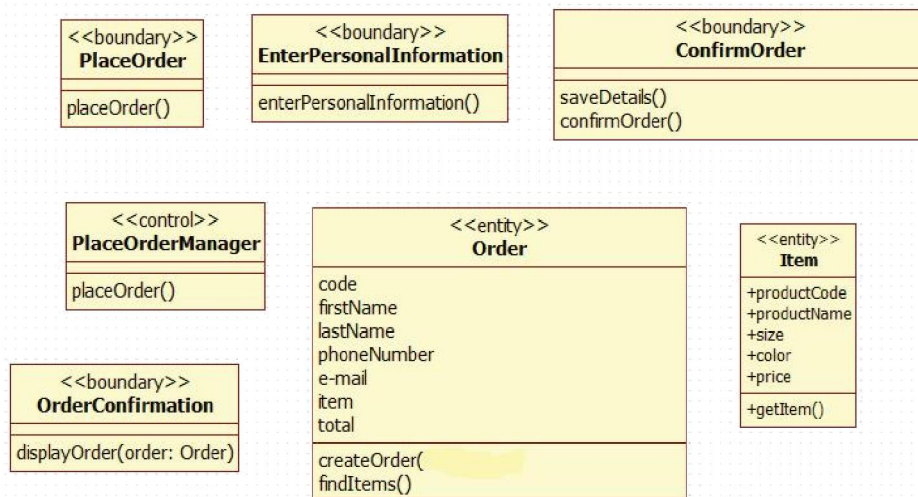 <<boundary>>
PlaceOrder
placeOrder()
<<boundary>>
EnterPersonalInformation
enterPersonalInformation()
<<boundary>>
ConfirmOrder
saveDetails()
confirmOrder()
<<control>>
PlaceOrderManager
placeOrder()
<<entity>>
Order
code
firstName
lastName
phoneNumber
e-mail
item
total
createOrder(
findItems()
<<entity>>
Item
+productCode
+productName
+size
+color
+price
+getItem()
<<boundary>>
OrderConfirmation
displayOrder(order: Order)